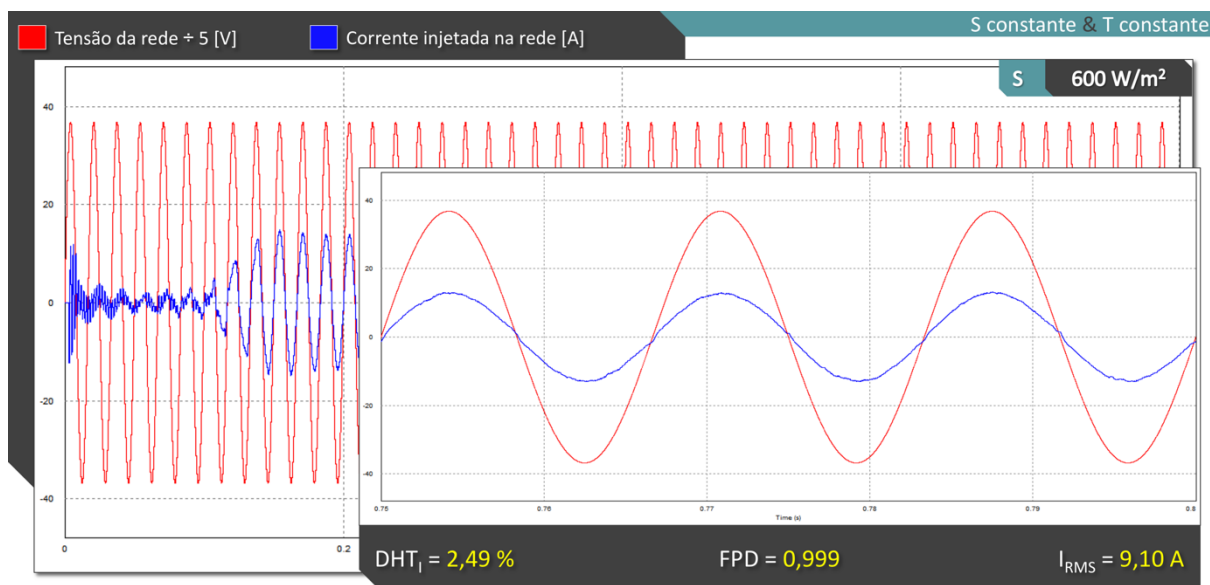 S constante & T constante
Tensão da rede ÷ 5 [V] Corrente injetada na rede [A]
S 600 W/m²
40
20
0
-20
-40
0 0.2
40
20
0
-20
-40
0.75 0.76 0.77 0.78 0.79 0.8
Time (s)
DHTI = 2,49 % FPD = 0,999 IRMS = 9,10 A